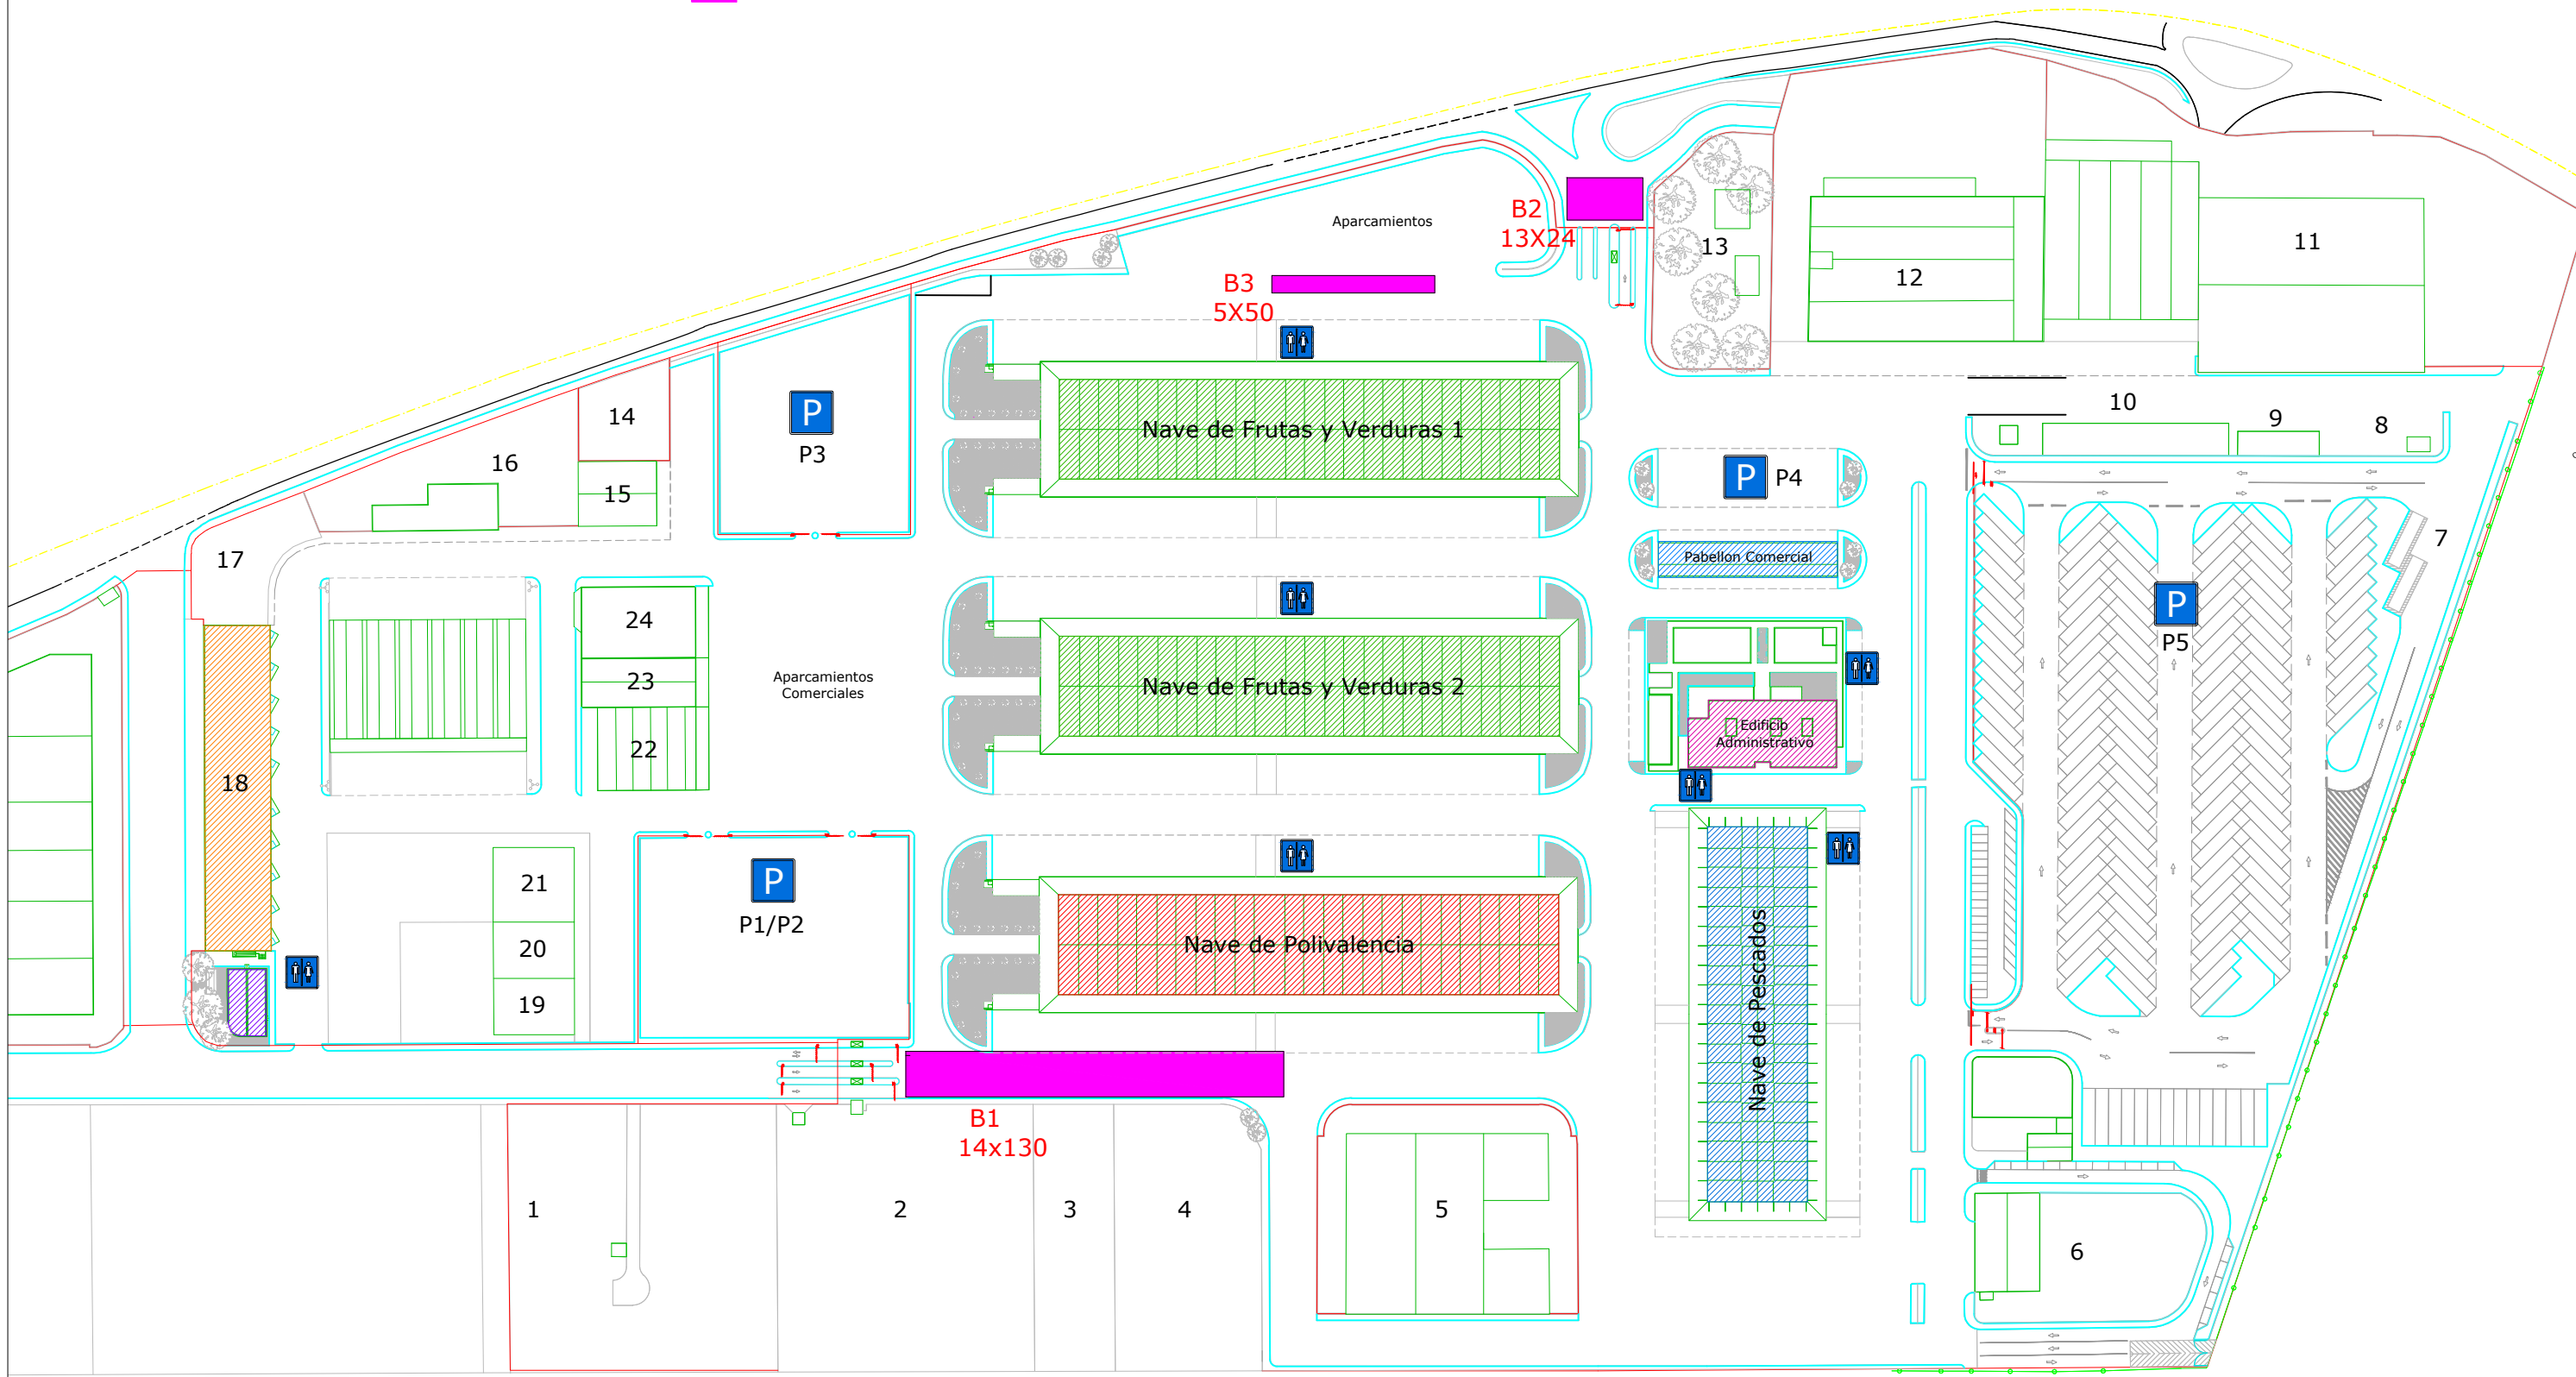 Aparcamientos
B2
13X24
13
12
11
B3
5X50
P
P3
14
15
16
17
Nave de Frutas y Verduras 1
P
P4
10
9
8
7
Pabellon Comercial
P
P5
24
23
22
Aparcamientos
Comerciales
Nave de Frutas y Verduras 2
Edificio
Administrativo
18
21
20
19
P
P1/P2
Nave de Polivalencia
Nave de Pescados
B1
14x130
1
2
3
4
5
6